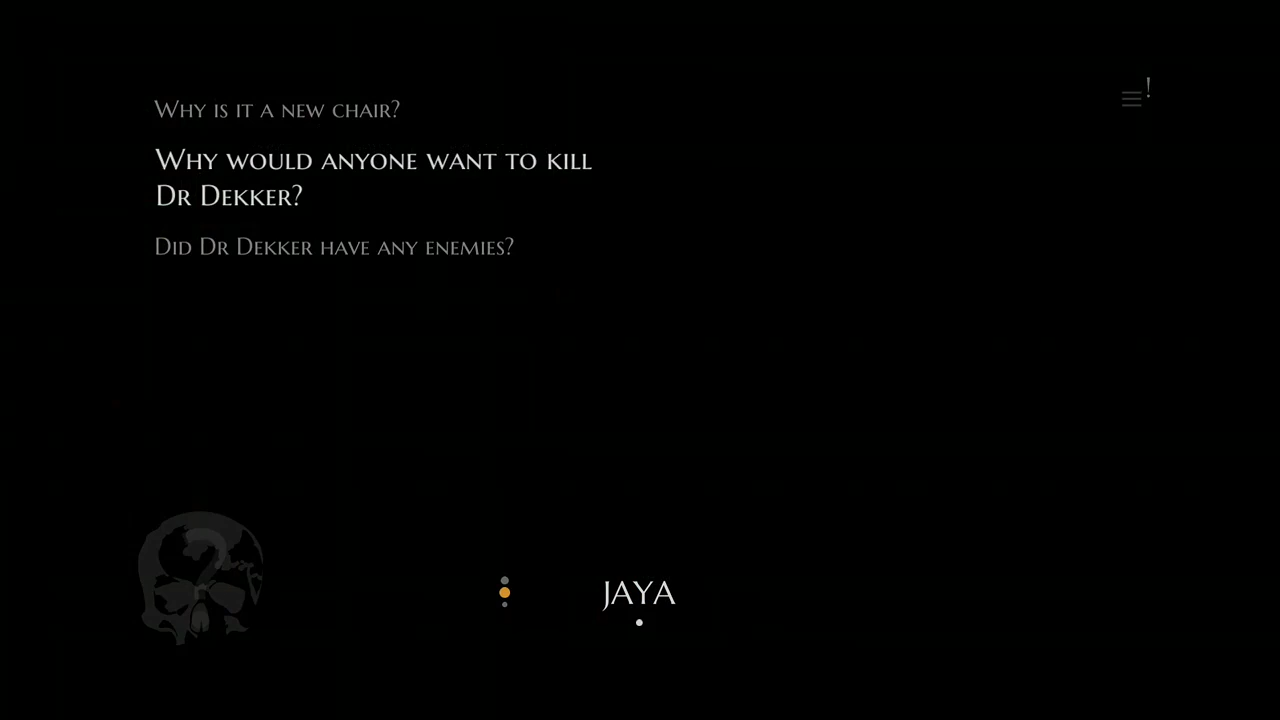 Why is it a new chair?
Why would anyone want to kill
Dr Dekker?
Did Dr Dekker have any enemies?
!
JAYA